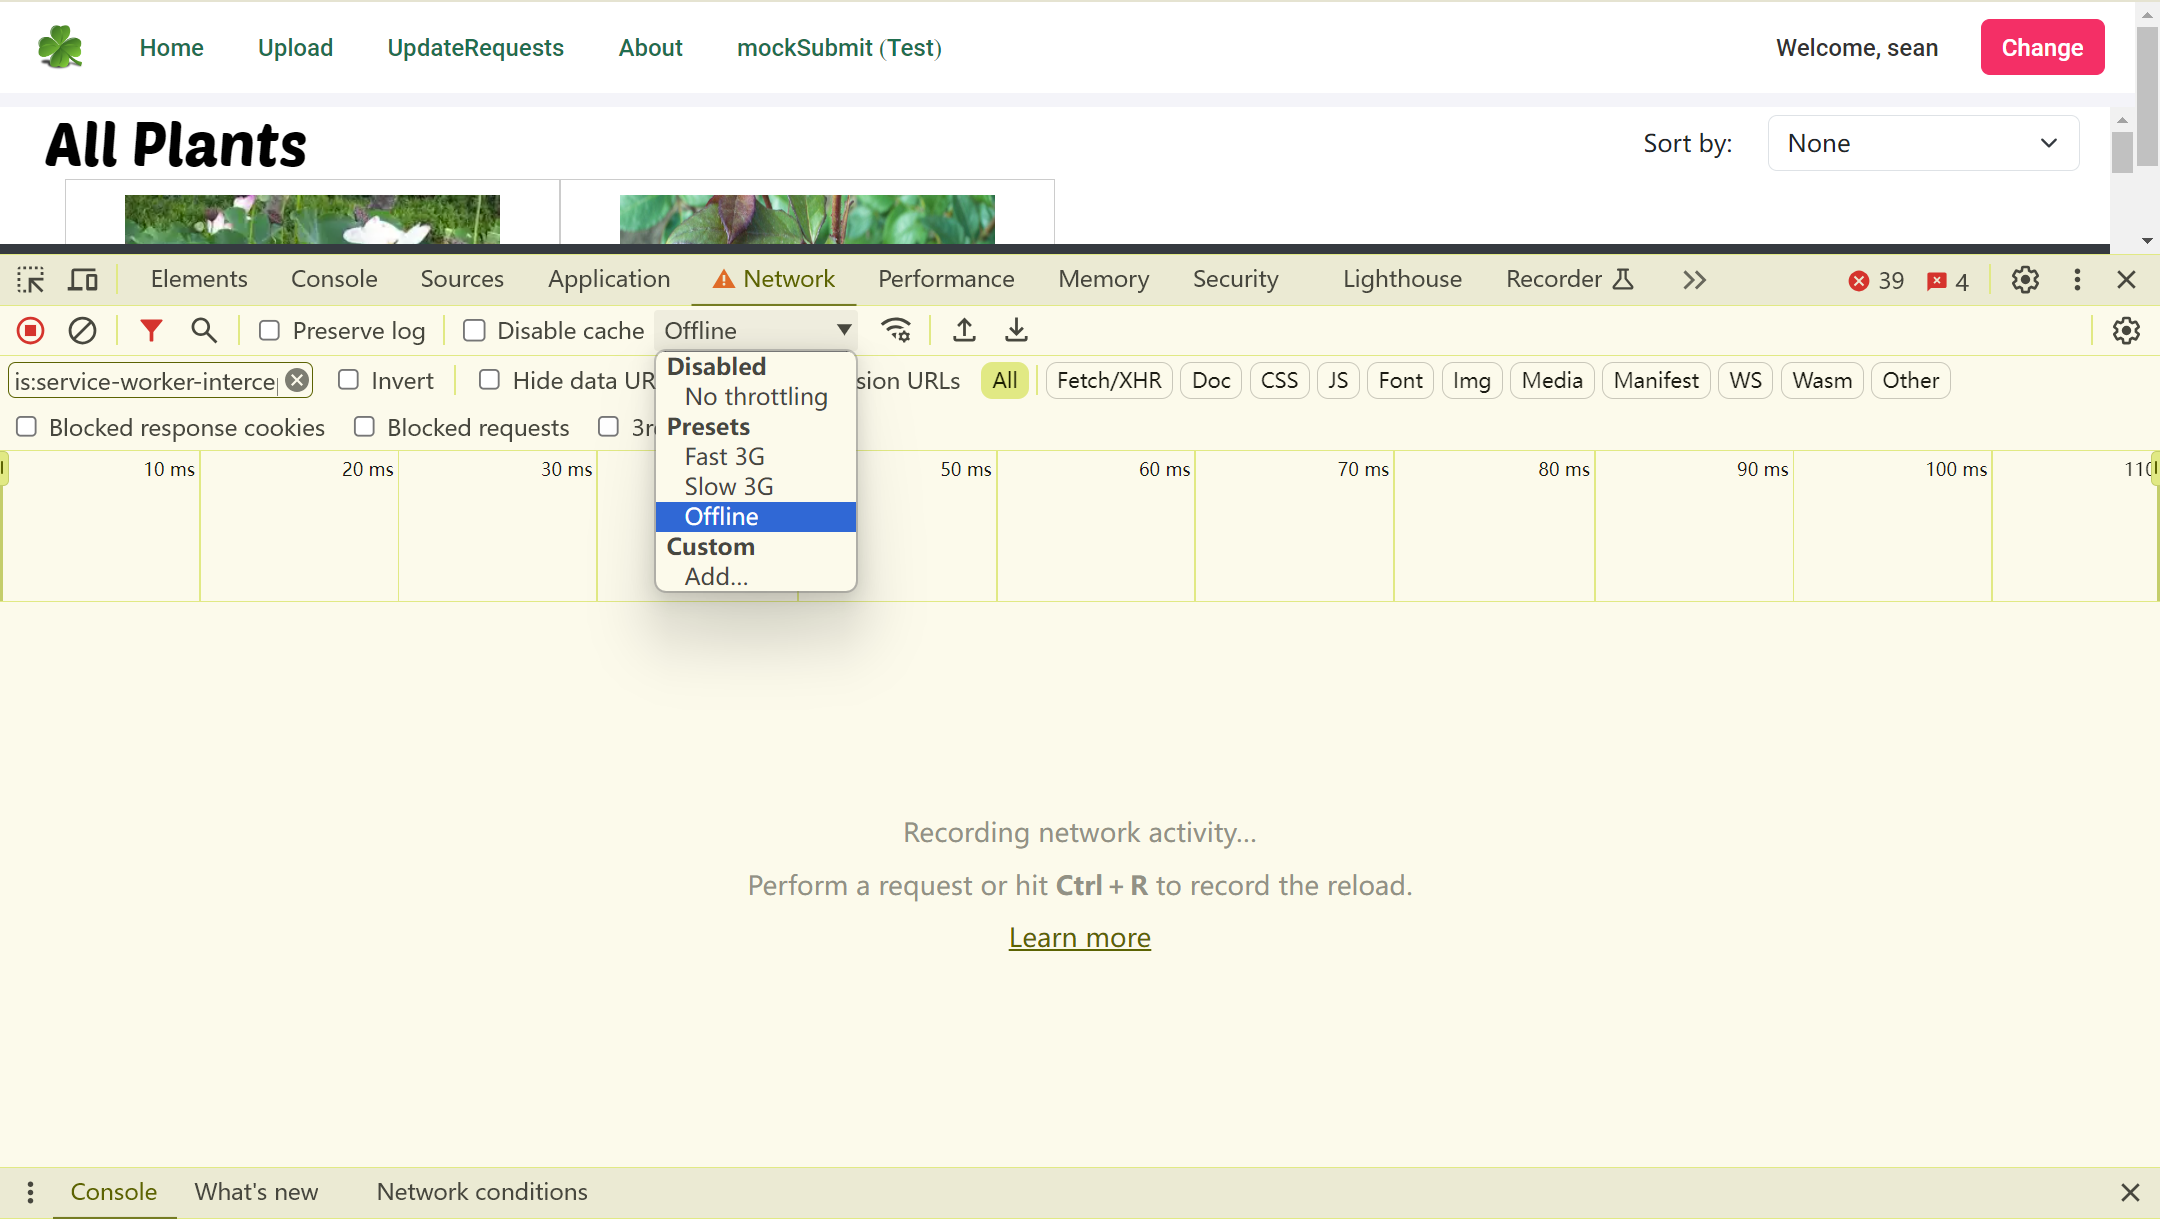 Home Upload UpdateRequests About mockSubmit (Test) Welcome, sean Change
All Plants Sort by: None
Elements Console Sources Application Network Performance Memory Security Lighthouse Recorder 39 4
Preserve log Disable cache Offline
is:service-worker-interce Invert Hide data UR sion URLs All Fetch/XHR Doc CSS JS Font Img Media Manifest WS Wasm Other
Blocked response cookies Blocked requests 3r
Disabled
No throttling
Presets
Fast 3G
Slow 3G
Offline
Custom
Add...
10 ms 20 ms 30 ms 50 ms 60 ms 70 ms 80 ms 90 ms 100 ms 110
Recording network activity...
Perform a request or hit Ctrl + R to record the reload.
Learn more
Console What's new Network conditions